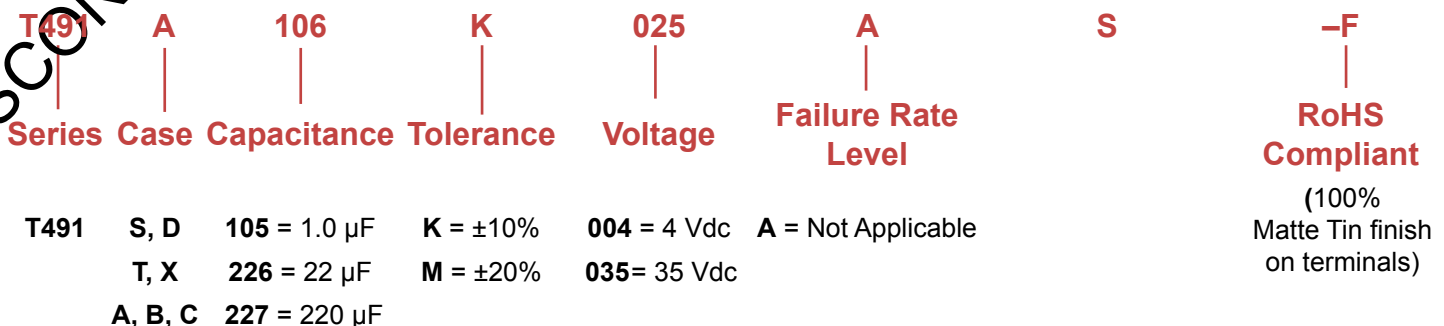 T491 A 106 K 025 A S –F
Series Case Capacitance Tolerance Voltage Failure Rate Level RoHS Compliant
(100% Matte Tin finish on terminals)
T491 S, D 105 = 1.0 µF K = ±10% 004 = 4 Vdc A = Not Applicable
T, X 226 = 22 µF M = ±20% 035= 35 Vdc
A, B, C 227 = 220 µF